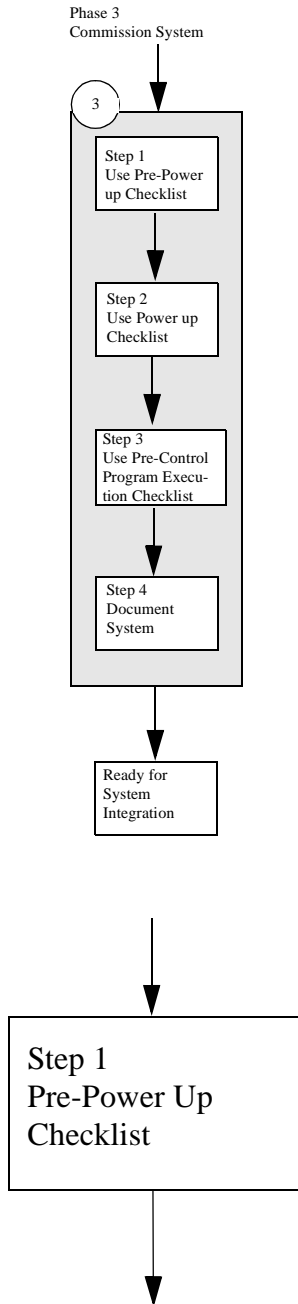 Phase 3
Commission System
3
Step 1
Use Pre-Power
up Checklist
Step 2
Use Power up
Checklist
Step 3
Use Pre-Control
Program Execu-
tion Checklist
Step 4
Document
System
Ready for
System
Integration
Step 1
Pre-Power Up
Checklist